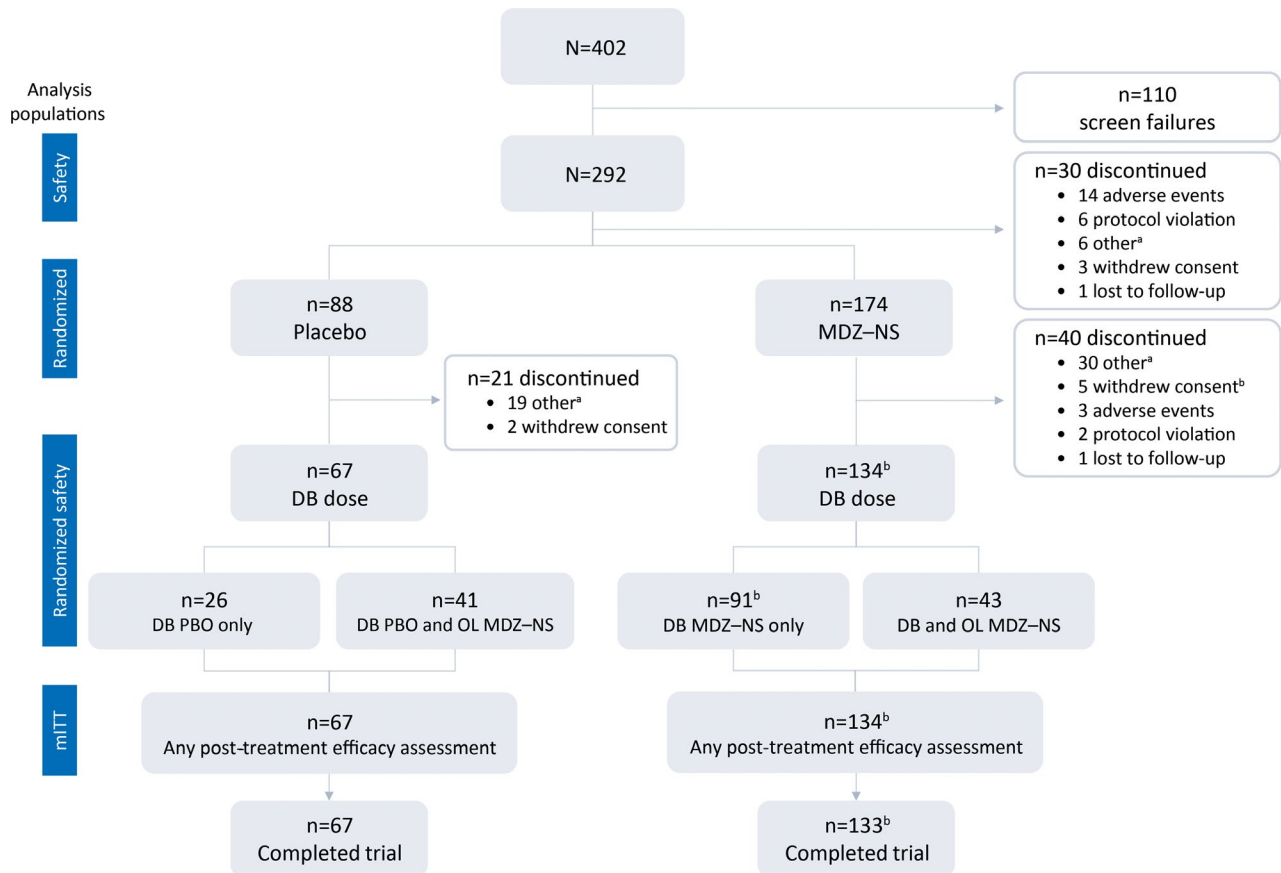 N=402
Analysis
populations
n=110
screen failures
Safety
N=292
n=30 discontinued
• 14 adverse events
• 6 protocol violation
• 6 otherᵃ
• 3 withdrew consent
• 1 lost to follow-up
Randomized
n=88
Placebo
n=174
MDZ–NS
n=21 discontinued
• 19 otherᵃ
• 2 withdrew consent
n=40 discontinued
• 30 otherᵃ
• 5 withdrew consentᵇ
• 3 adverse events
• 2 protocol violation
• 1 lost to follow-up
Randomized safety
n=67
DB dose
n=134ᵇ
DB dose
n=26
DB PBO only
n=41
DB PBO and OL MDZ–NS
n=91ᵇ
DB MDZ–NS only
n=43
DB and OL MDZ–NS
mITT
n=67
Any post-treatment efficacy assessment
n=134ᵇ
Any post-treatment efficacy assessment
n=67
Completed trial
n=133ᵇ
Completed trial